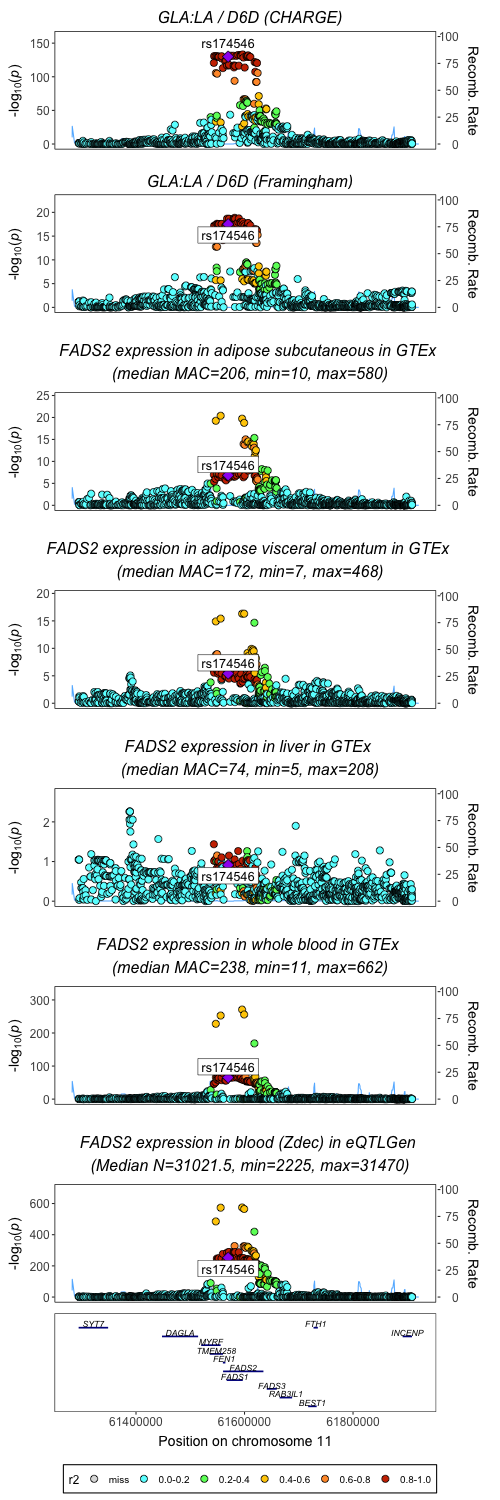 GLA:LA / D6D (CHARGE)
rs174546
150
100
50
0
100
75
50
25
0
-log10(p)
Recomb. Rate
GLA:LA / D6D (Framingham)
rs174546
20
15
10
5
0
100
75
50
25
0
-log10(p)
Recomb. Rate
FADS2 expression in adipose subcutaneous in GTEx
(median MAC=206, min=10, max=580)
rs174546
25
20
15
10
5
0
100
75
50
25
0
-log10(p)
Recomb. Rate
FADS2 expression in adipose visceral omentum in GTEx
(median MAC=172, min=7, max=468)
rs174546
20
15
10
5
0
100
75
50
25
0
-log10(p)
Recomb. Rate
FADS2 expression in liver in GTEx
(median MAC=74, min=5, max=208)
rs174546
2
1
0
100
75
50
25
0
-log10(p)
Recomb. Rate
FADS2 expression in whole blood in GTEx
(median MAC=238, min=11, max=662)
rs174546
300
200
100
0
100
75
50
25
0
-log10(p)
Recomb. Rate
FADS2 expression in blood (Zdec) in eQTLGen
(Median N=31021.5, min=2225, max=31470)
rs174546
600
400
200
0
100
75
50
25
0
-log10(p)
Recomb. Rate
SYT7 FTH1
DAGLA INCENP
MYRF
TMEM258
FEN1
FADS2
FADS1
FADS3
RAB3IL1
BEST1
61400000 61600000 61800000
Position on chromosome 11
r2 miss 0.0-0.2 0.2-0.4 0.4-0.6 0.6-0.8 0.8-1.0